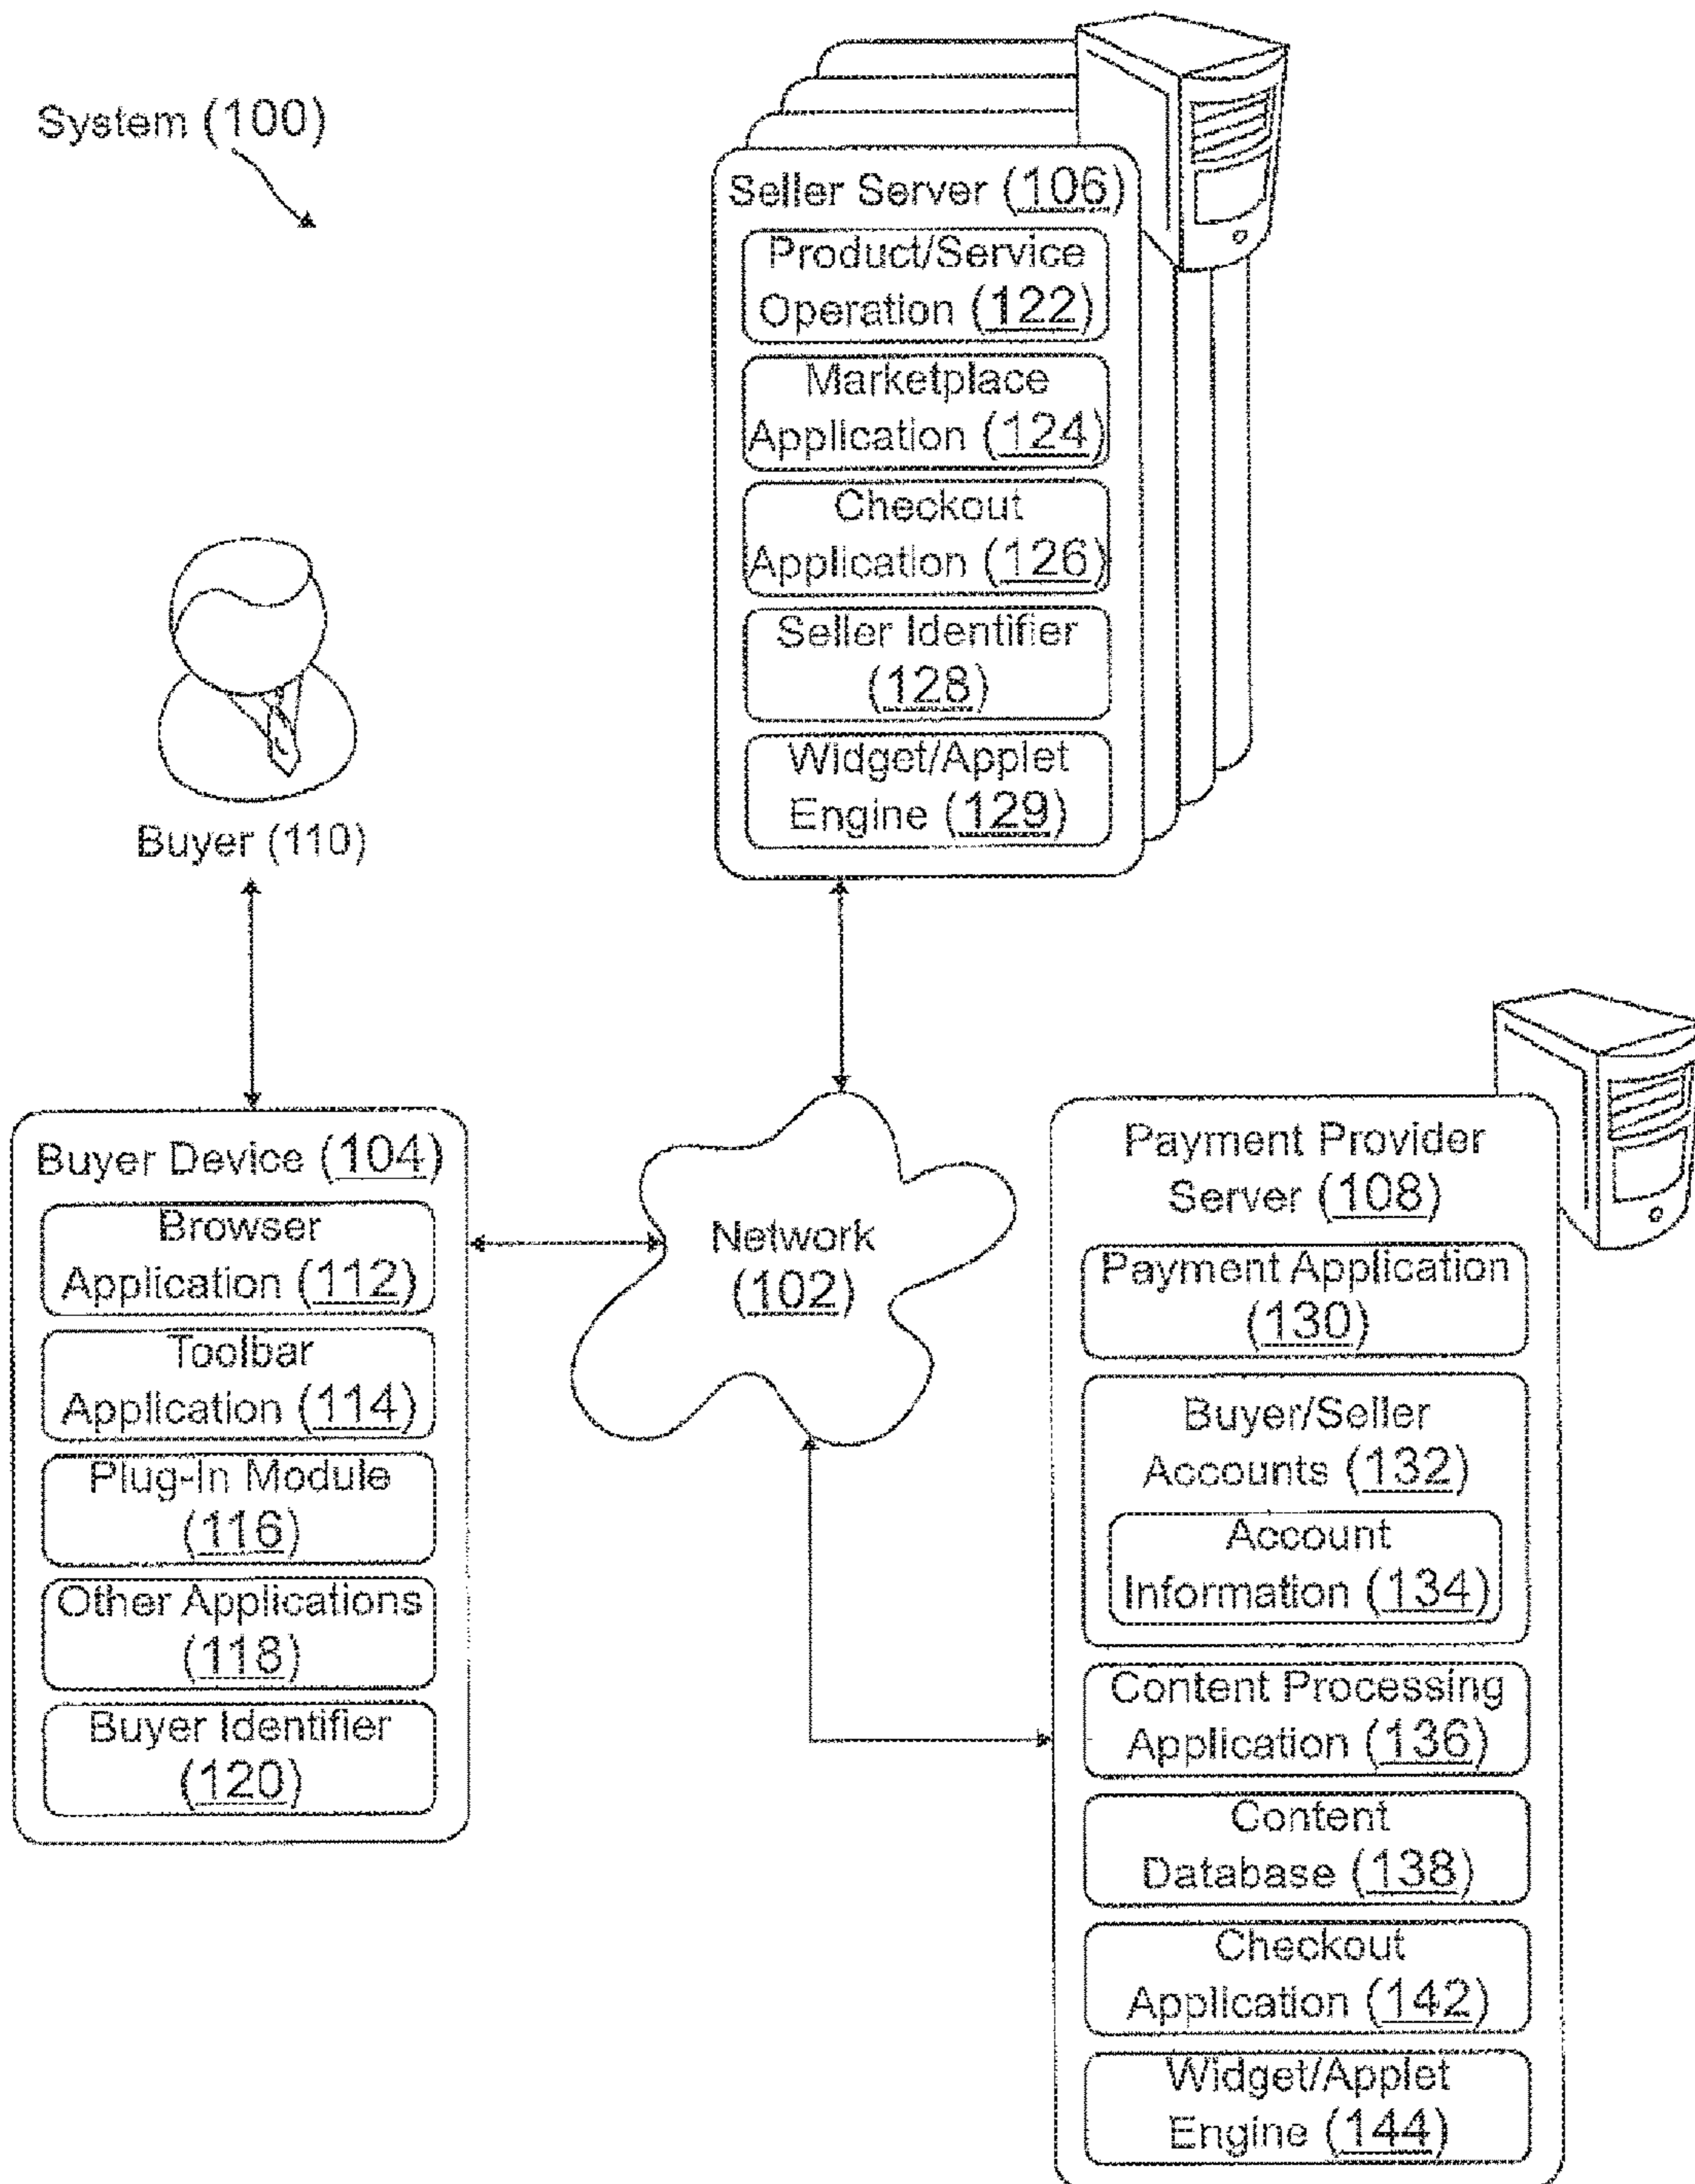 System (100)
Seller Server (106)
Product/Service
Operation (122)
Marketplace
Application (124)
Checkout
Application (126)
Seller Identifier
(128)
Widget/Applet
Engine (129)
Buyer (110)
Buyer Device (104)
Browser
Application (112)
Toolbar
Application (114)
Plug-In Module
(116)
Other Applications
(118)
Buyer Identifier
(120)
Network
(102)
Payment Provider
Server (108)
Payment Application
(130)
Buyer/Seller
Accounts (132)
Account
Information (134)
Content Processing
Application (136)
Content
Database (138)
Checkout
Application (142)
Widget/Applet
Engine (144)